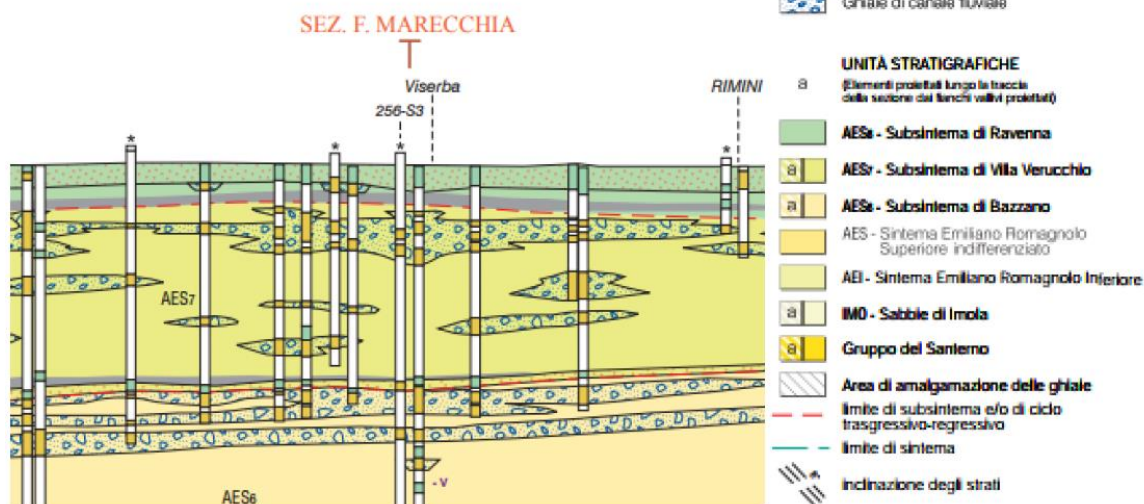 SEZ. F. MARECCHIA
Viserba
256-S3
RIMINI
*
*
*
*
AES7
AES6
- V
Ghiaie di canale fluviale
UNITÀ STRATIGRAFICHE
a
(Elementi proiettati lungo la traccia
della sezione dai fianchi vallivi proiettati)
AES8 - Subsintema di Ravenna
a
AES7 - Subsintema di Villa Verucchio
a
AES6 - Subsintema di Bazzano
AES - Sintema Emiliano Romagnolo
Superiore indifferenziato
AEI - Sintema Emiliano Romagnolo Inferiore
a
IMO - Sabbie di Imola
a
Gruppo del Santerno
Area di amalgamazione delle ghiaie
limite di subsintema e/o di ciclo
trasgressivo-regressivo
limite di sintema
inclinazione degli strati